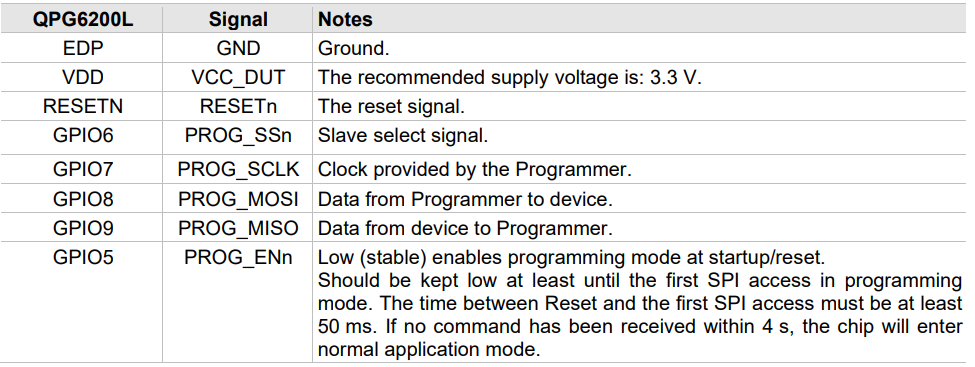 QPG6200L Signal Notes
EDP GND Ground.
VDD VCC_DUT The recommended supply voltage is: 3.3 V.
RESETN RESETn The reset signal.
GPIO6 PROG_SSn Slave select signal.
GPIO7 PROG_SCLK Clock provided by the Programmer.
GPIO8 PROG_MOSI Data from Programmer to device.
GPIO9 PROG_MISO Data from device to Programmer.
GPIO5 PROG_ENn Low (stable) enables programming mode at startup/reset.
Should be kept low at least until the first SPI access in programming
mode. The time between Reset and the first SPI access must be at least
50 ms. If no command has been received within 4 s, the chip will enter
normal application mode.